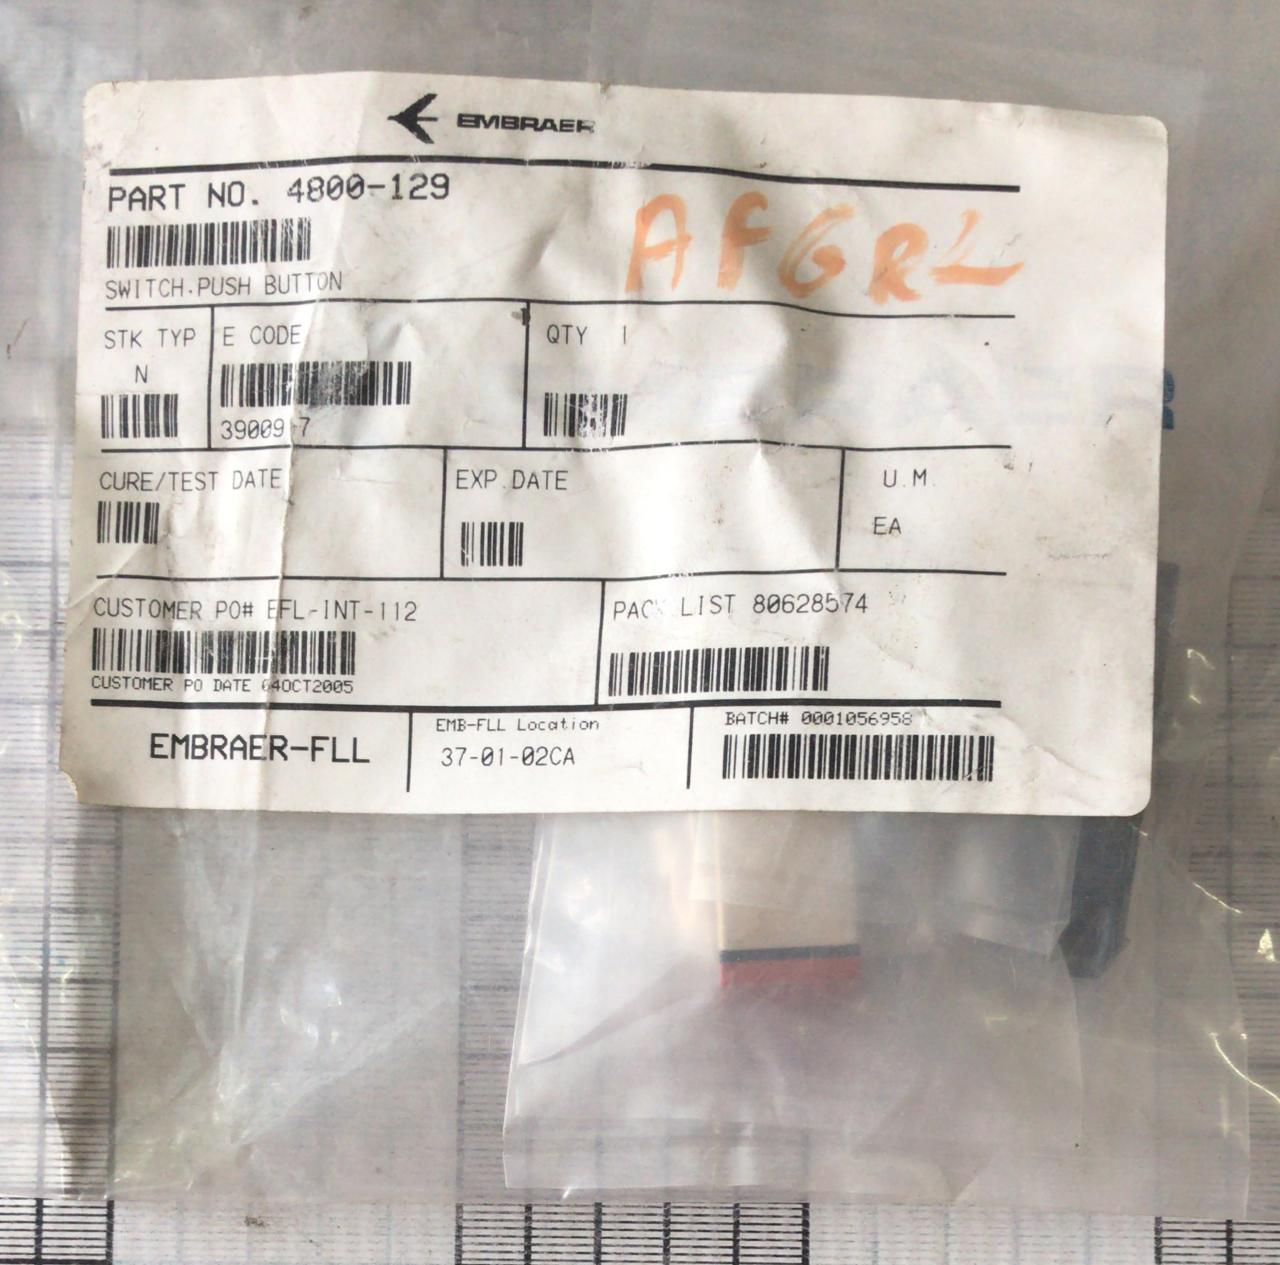 EMBRAER
PART NO. 4800-129
SWITCH.PUSH BUTTON
STK TYP
N
E CODE
QTY 1
CURE/TEST DATE
EXP.DATE
U.M.
EA
CUSTOMER PO# EFL-INT-112
CUSTOMER PO DATE 04OCT2005
PACK LIST 80628574
EMBRAER-FLL
EMB-FLL Location
37-01-02CA
BATCH# 0001056958